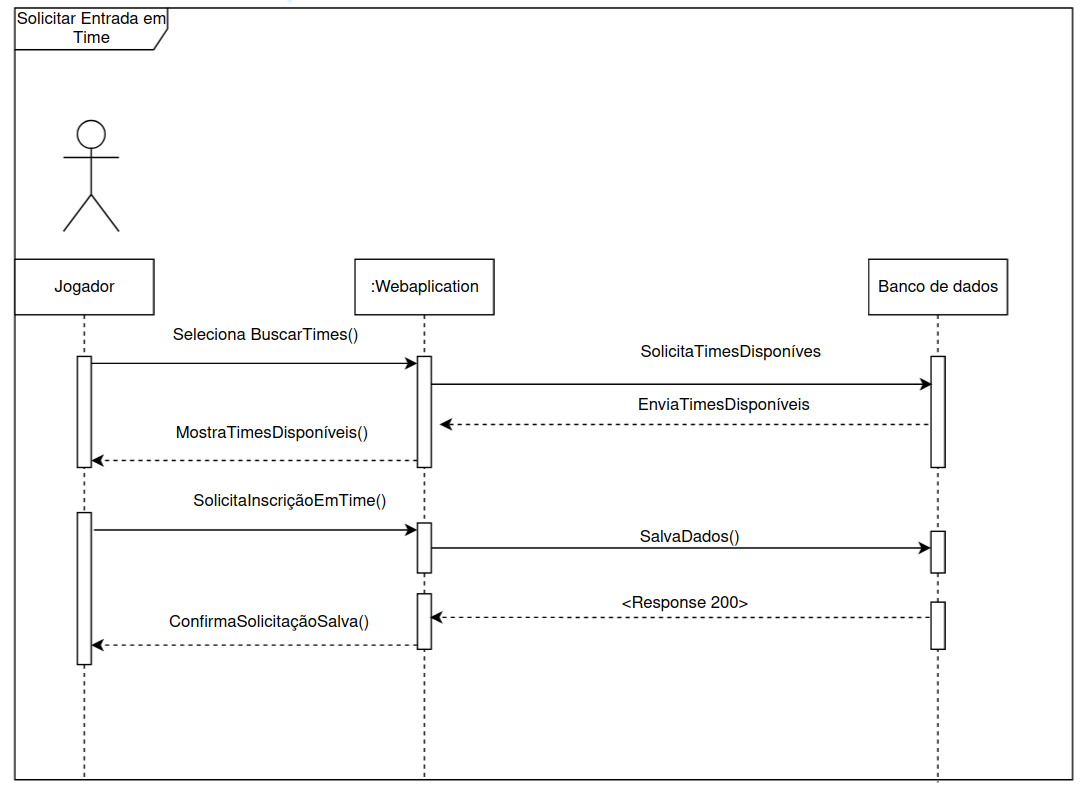 Solicitar Entrada em
Time
Jogador
:Webaplication
Banco de dados
Seleciona BuscarTimes()
SolicitaTimesDisponíves
EnviaTimesDisponíveis
MostraTimesDisponíveis()
SolicitaInscriçãoEmTime()
SalvaDados()
<Response 200>
ConfirmaSolicitaçãoSalva()